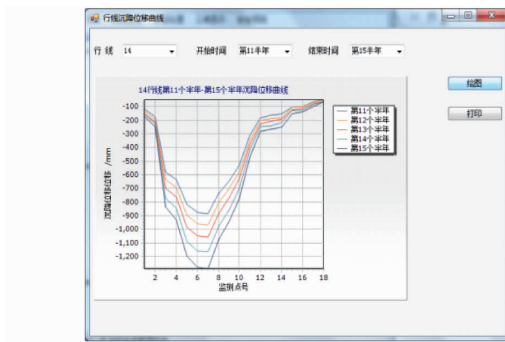 行线沉降位移曲线
行 线 14 开始时间 第11半年 结束时间 第15半年
绘图
打印
14行线第11个半年-第15个半年沉降位移曲线
沉降位移位移 /mm
-100
-200
-300
-400
-500
-600
-700
-800
-900
-1,000
-1,100
-1,200
2 4 6 8 10 12 14 16 18
监测点号
第11个半年
第12个半年
第13个半年
第14个半年
第15个半年